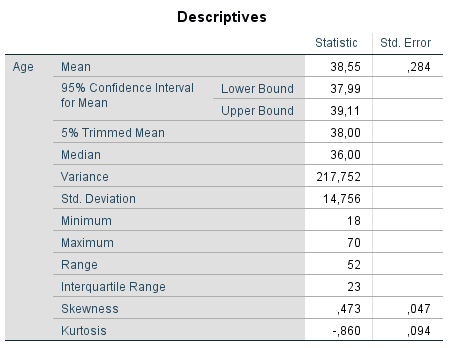 Descriptives
Statistic Std. Error
Age Mean 38,55 ,284
95% Confidence Interval for Mean Lower Bound 37,99
Upper Bound 39,11
5% Trimmed Mean 38,00
Median 36,00
Variance 217,752
Std. Deviation 14,756
Minimum 18
Maximum 70
Range 52
Interquartile Range 23
Skewness ,473 ,047
Kurtosis -,860 ,094